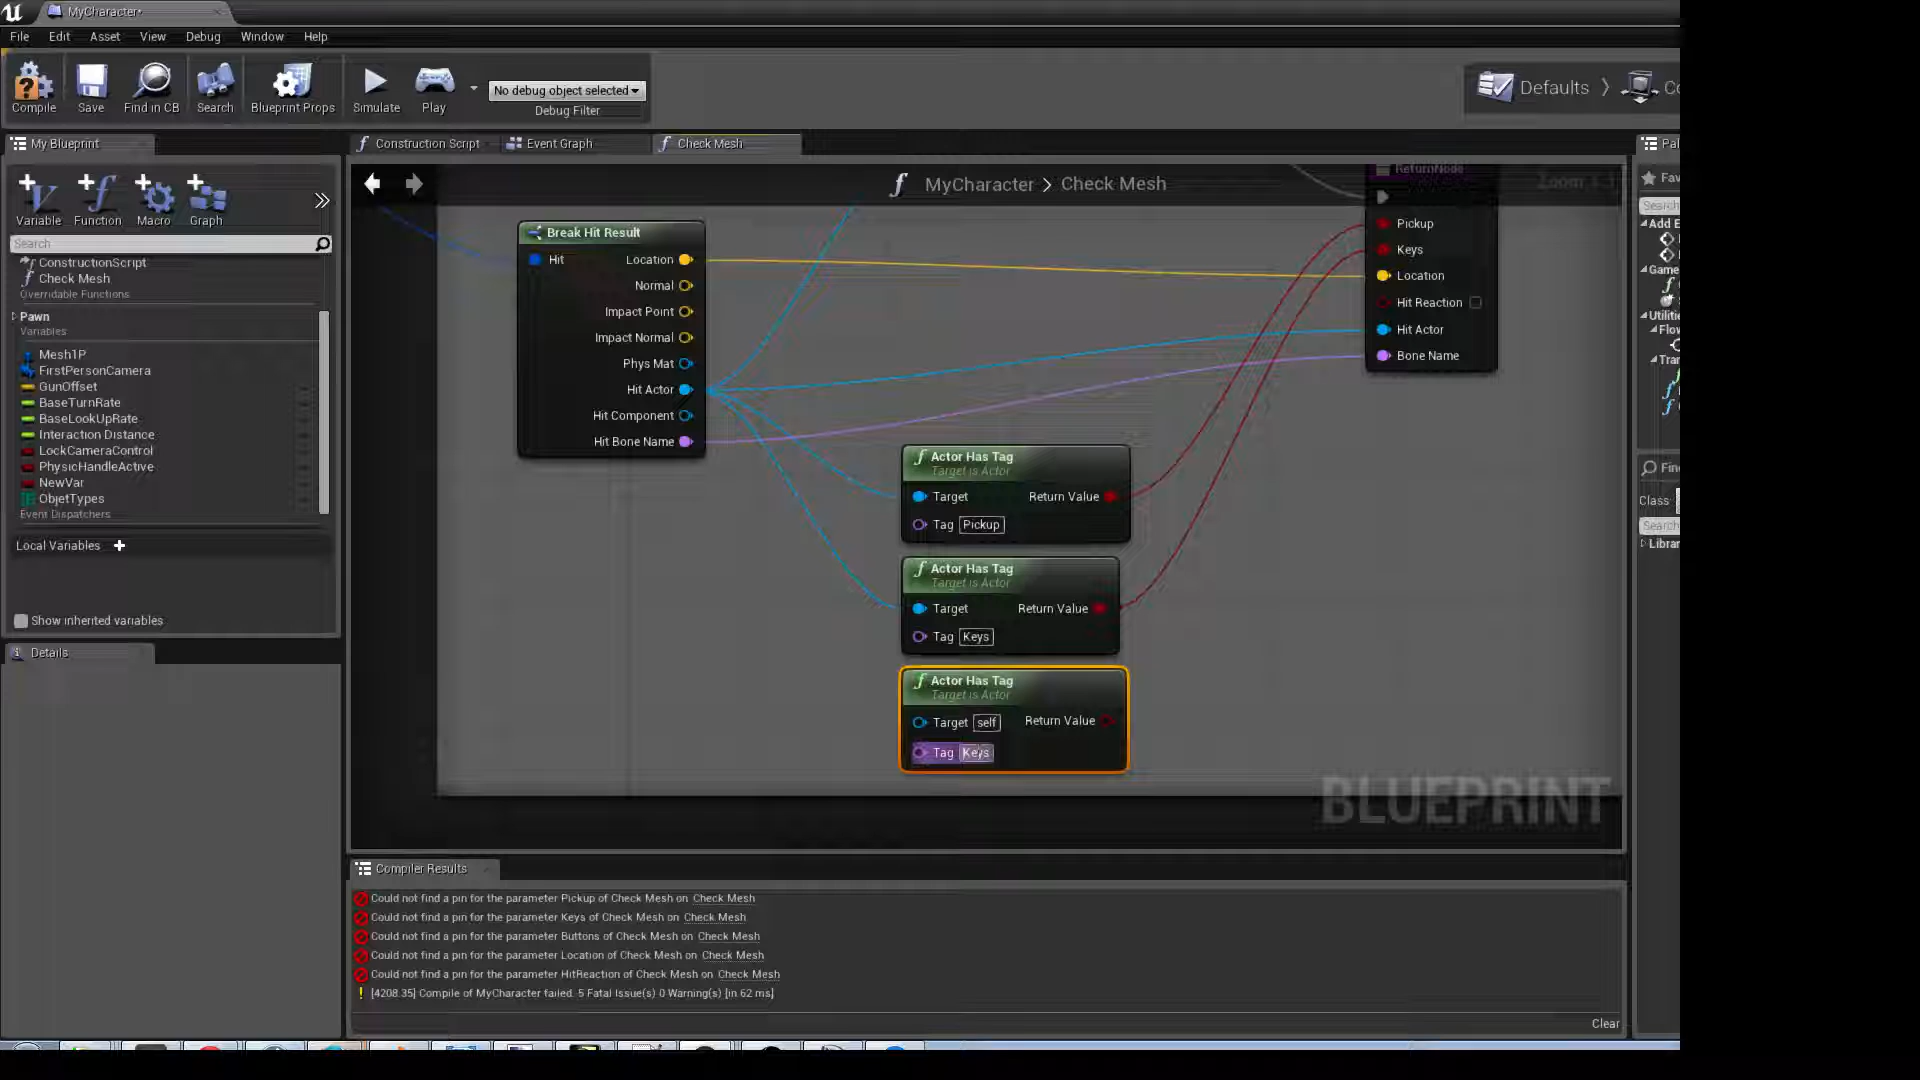 MyCharacter*
File Edit Asset View Debug Window Help
Compile
Save
Find in CB
Search
Blueprint Props
Simulate
Play
No debug object selected
Debug Filter
Defaults
My Blueprint
Construction Script
Event Graph
Check Mesh
Variable
Function
Macro
Graph
Search
ConstructionScript
Check Mesh
Overridable Functions
Pawn
Variables
Mesh1P
FirstPersonCamera
GunOffset
BaseTurnRate
BaseLookUpRate
Interaction Distance
LockCameraControl
PhysicHandleActive
NewVar
ObjetTypes
Event Dispatchers
Local Variables
Show inherited variables
Details
MyCharacter > Check Mesh
Break Hit Result
Hit
Location
Normal
Impact Point
Impact Normal
Phys Mat
Hit Actor
Hit Component
Hit Bone Name
ReturnNode
Pickup
Keys
Location
Hit Reaction
Hit Actor
Bone Name
Actor Has Tag
Target is Actor
Target Return Value
Tag Pickup
Actor Has Tag
Target is Actor
Target Return Value
Tag Keys
Actor Has Tag
Target is Actor
Target self Return Value
Tag Keys
BLUEPRINT
Compiler Results
Could not find a pin for the parameter Pickup of Check Mesh on Check Mesh
Could not find a pin for the parameter Keys of Check Mesh on Check Mesh
Could not find a pin for the parameter Buttons of Check Mesh on Check Mesh
Could not find a pin for the parameter Location of Check Mesh on Check Mesh
Could not find a pin for the parameter HitReaction of Check Mesh on Check Mesh
[4208.35] Compile of MyCharacter failed. 5 Fatal Issue(s) 0 Warning(s) [in 62 ms]
Clear
Pal
Fav
Search
Add E
Game
Utilitie
Flow
Tran
Find
Class
Search
Librar